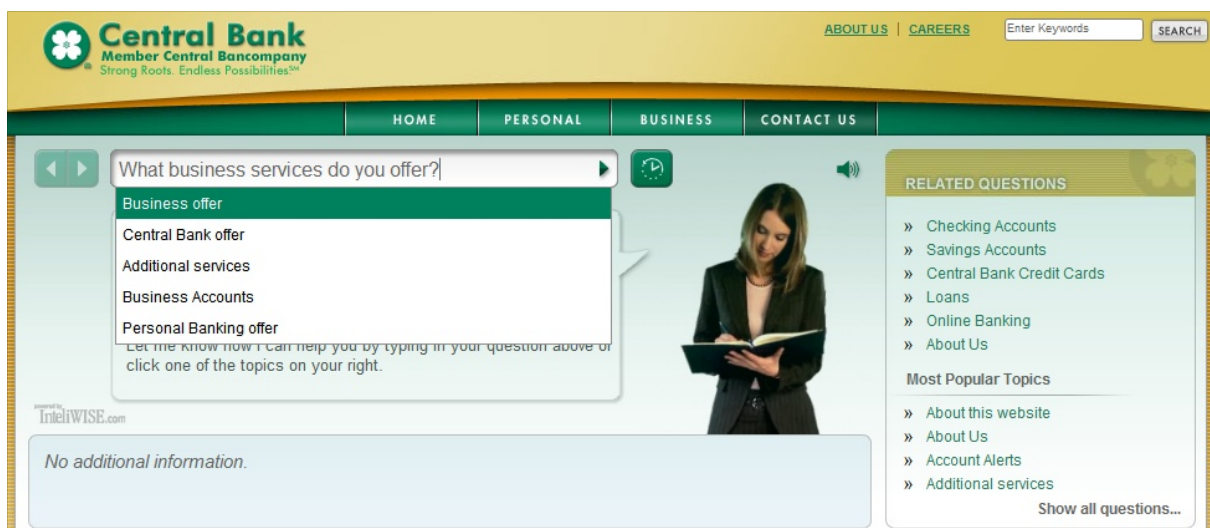 Central Bank
Member Central Bancompany
Strong Roots. Endless Possibilities℠
ABOUT US | CAREERS
Enter Keywords
SEARCH
HOME
PERSONAL
BUSINESS
CONTACT US
What business services do you offer?
Business offer
Central Bank offer
Additional services
Business Accounts
Personal Banking offer
Let me know how I can help you by typing in your question above or
click one of the topics on your right.
powered by
InteliWISE.com
No additional information.
RELATED QUESTIONS
» Checking Accounts
» Savings Accounts
» Central Bank Credit Cards
» Loans
» Online Banking
» About Us
Most Popular Topics
» About this website
» About Us
» Account Alerts
» Additional services
Show all questions...